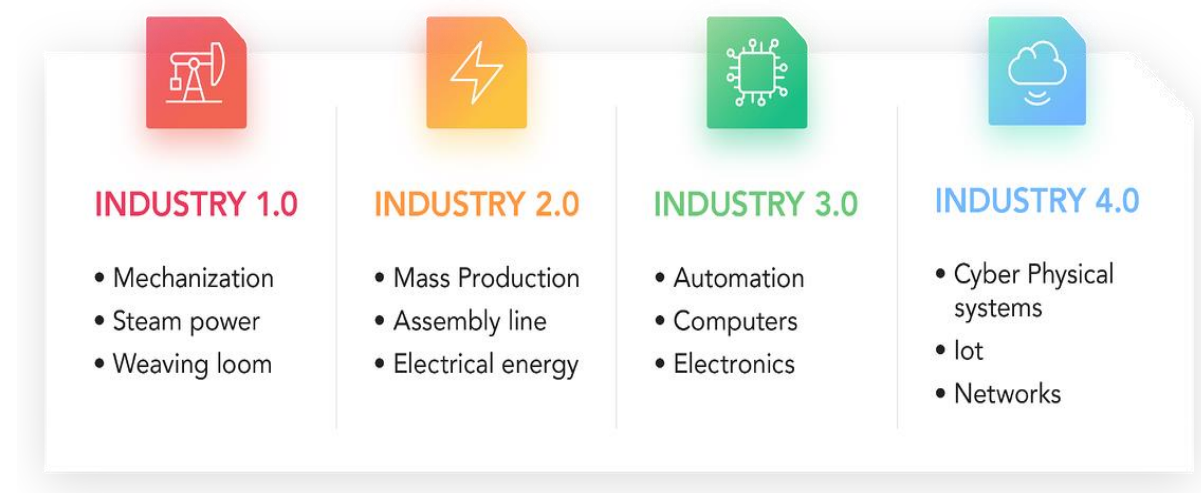 INDUSTRY 1.0
• Mechanization
• Steam power
• Weaving loom
INDUSTRY 2.0
• Mass Production
• Assembly line
• Electrical energy
INDUSTRY 3.0
• Automation
• Computers
• Electronics
INDUSTRY 4.0
• Cyber Physical
systems
• Iot
• Networks